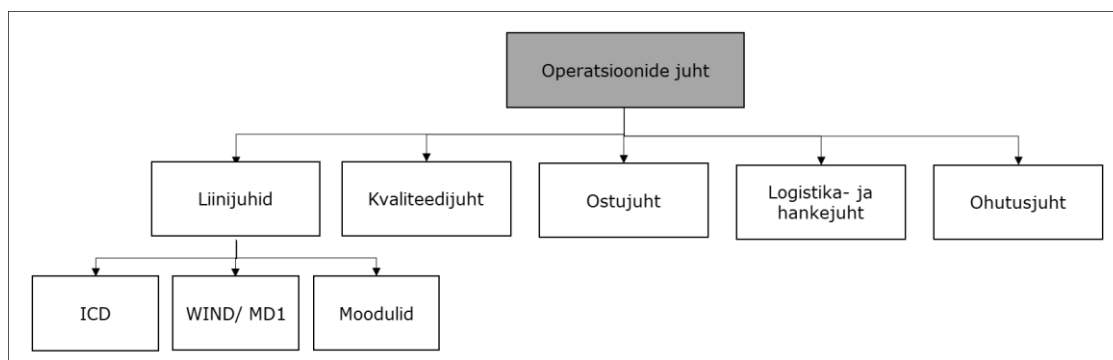 Operatsioonide juht
Liinijuhid
Kvaliteedijuht
Ostujuht
Logistika- ja
hankejuht
Ohutusjuht
ICD
WIND/ MD1
Moodulid